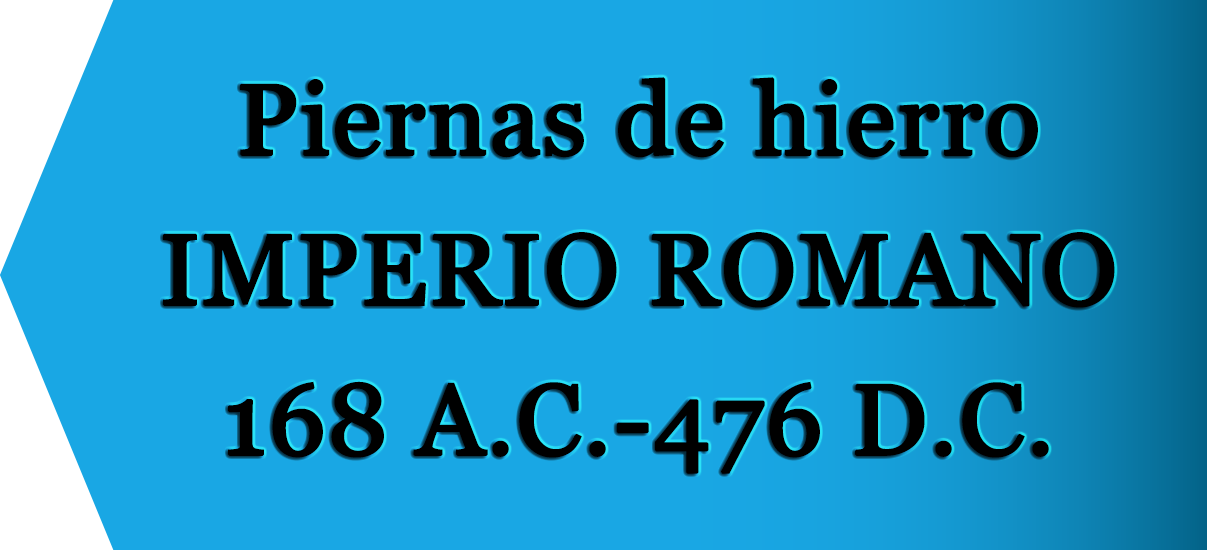 Piernas de hierro
IMPERIO ROMANO
168 A.C.-476 D.C.